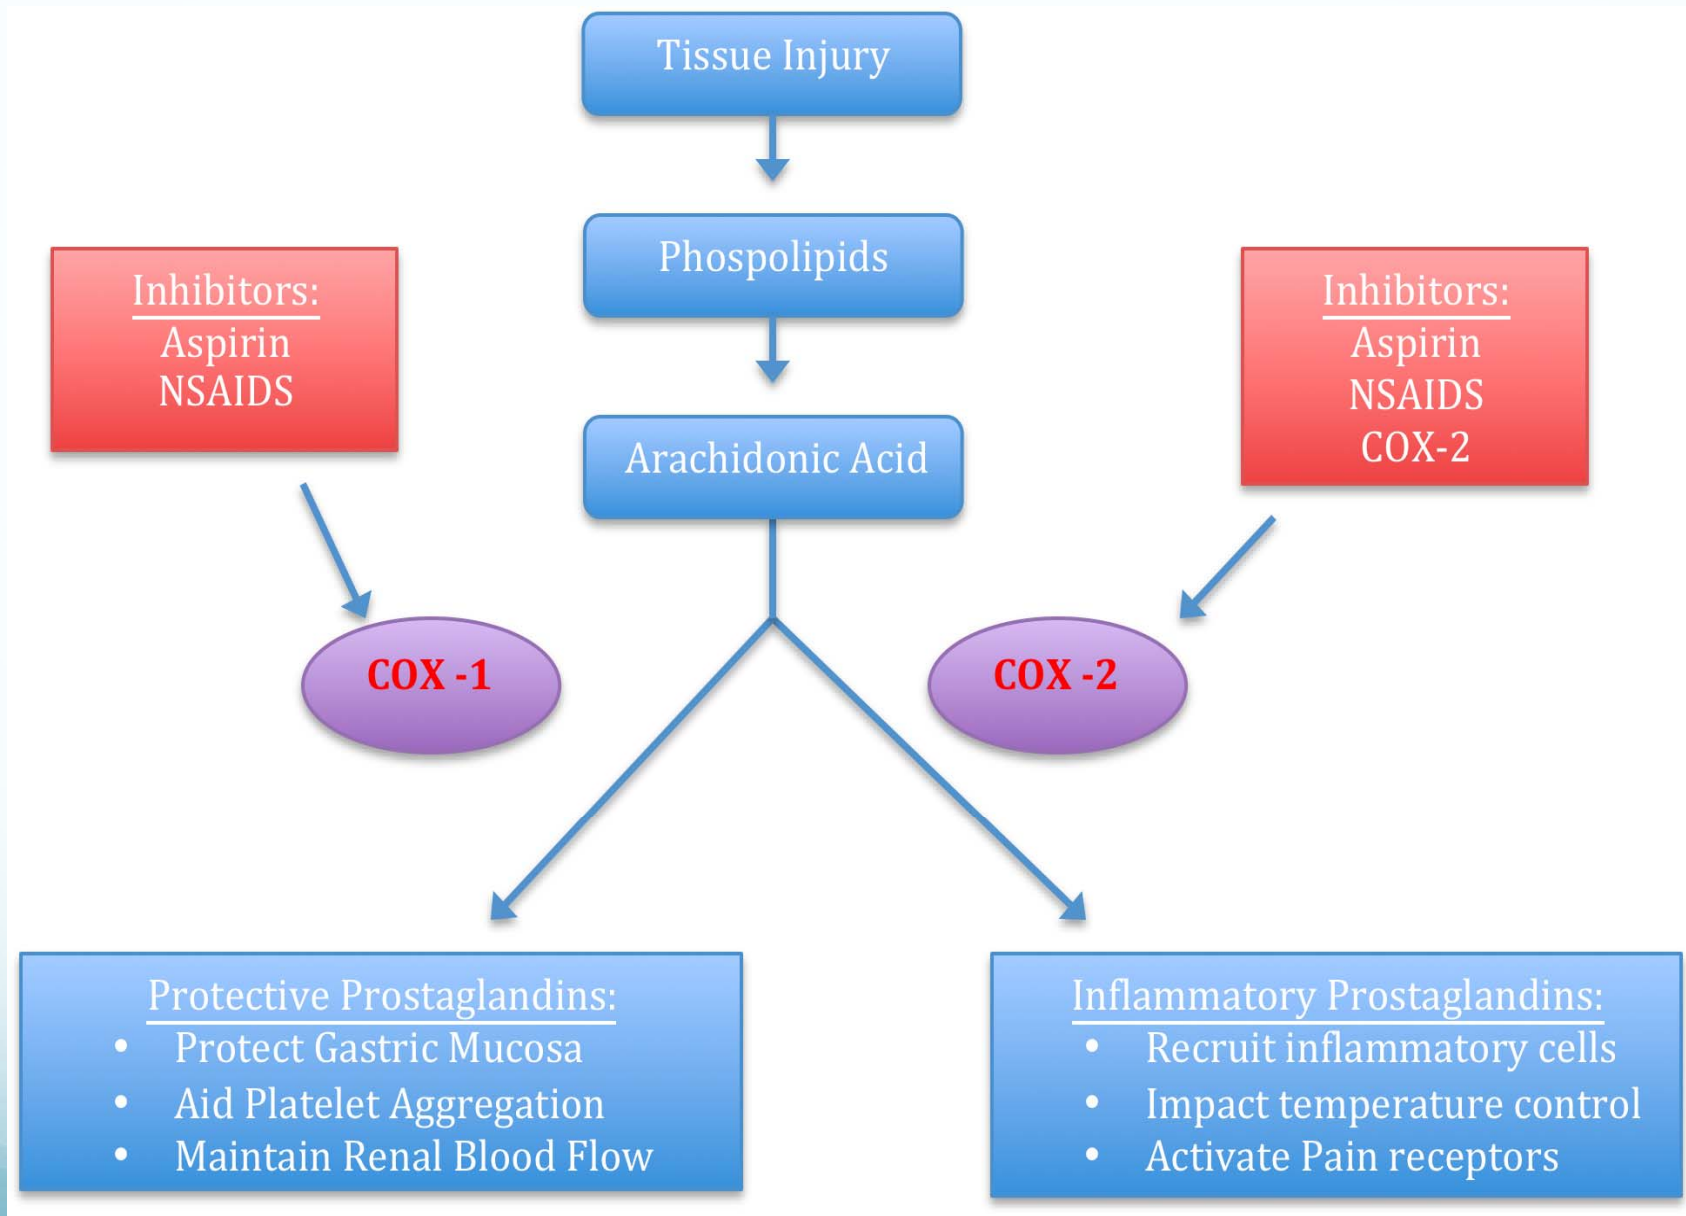 Tissue Injury
Phospolipids
Arachidonic Acid
Inhibitors:
Aspirin
NSAIDS
Inhibitors:
Aspirin
NSAIDS
COX-2
COX -1
COX -2
Protective Prostaglandins:
• Protect Gastric Mucosa
• Aid Platelet Aggregation
• Maintain Renal Blood Flow
Inflammatory Prostaglandins:
• Recruit inflammatory cells
• Impact temperature control
• Activate Pain receptors